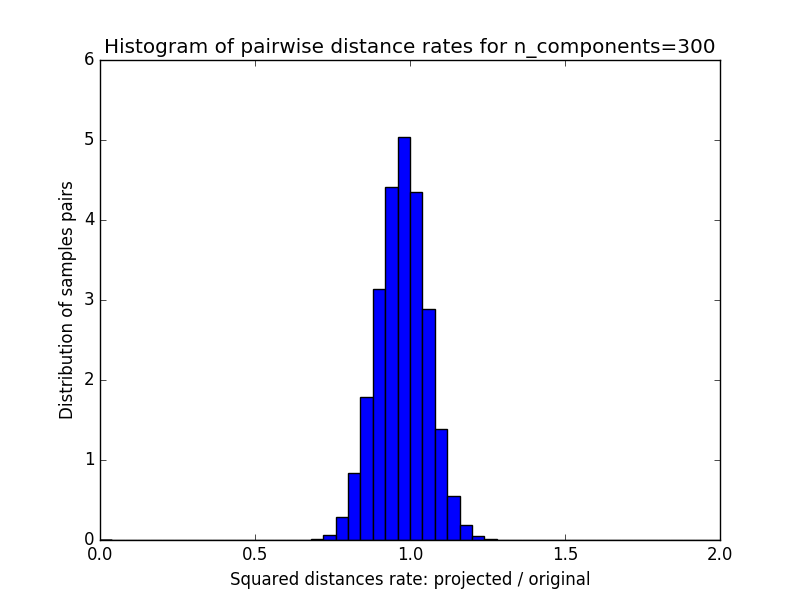 Histogram of pairwise distance rates for n_components=300
6
5
4
3
2
1
0
Distribution of samples pairs
0.0 0.5 1.0 1.5 2.0
Squared distances rate: projected / original